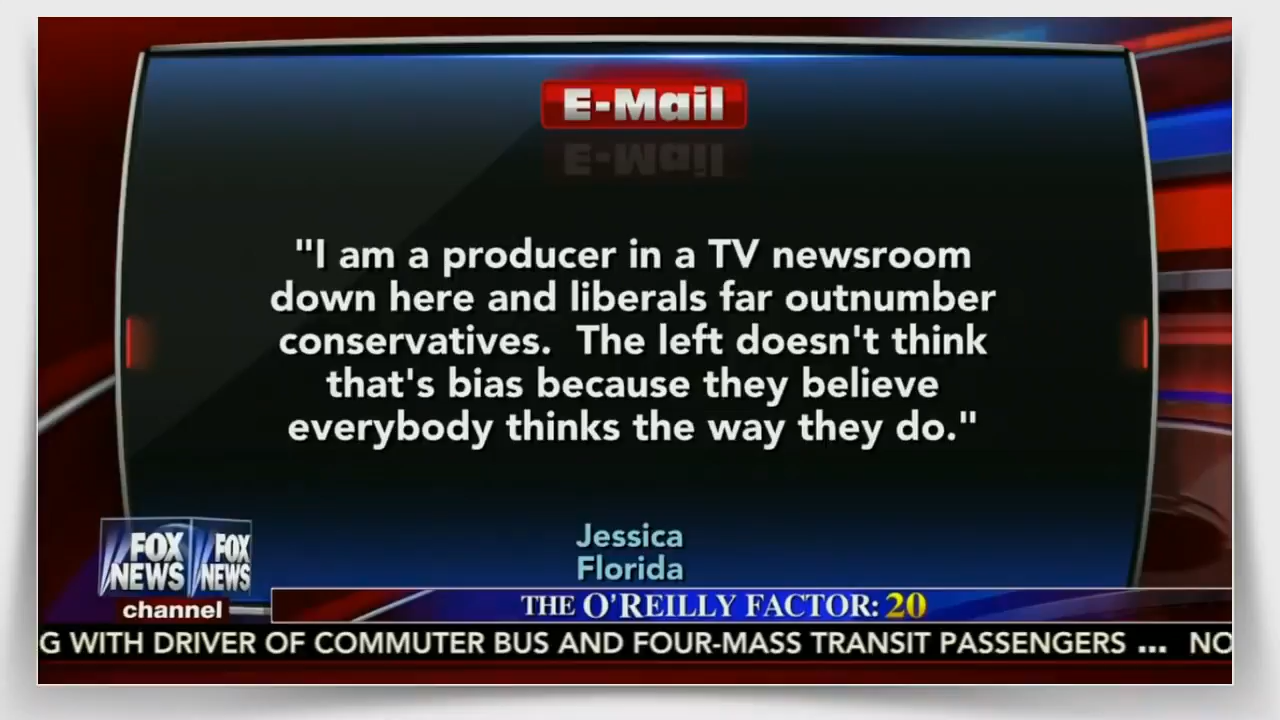 E-Mail
"I am a producer in a TV newsroom
down here and liberals far outnumber
conservatives.  The left doesn't think
that's bias because they believe
everybody thinks the way they do."
Jessica
Florida
FOX NEWS FOX NEWS
channel
THE O'REILLY FACTOR: 20
G WITH DRIVER OF COMMUTER BUS AND FOUR-MASS TRANSIT PASSENGERS ... NO